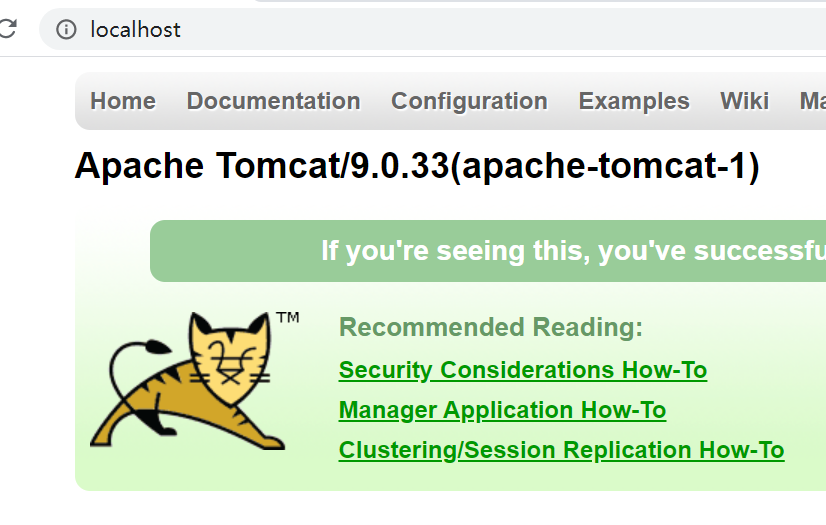 localhost
Home Documentation Configuration Examples Wiki
Apache Tomcat/9.0.33(apache-tomcat-1)
If you're seeing this, you've successfu
TM
Recommended Reading:
Security Considerations How-To
Manager Application How-To
Clustering/Session Replication How-To